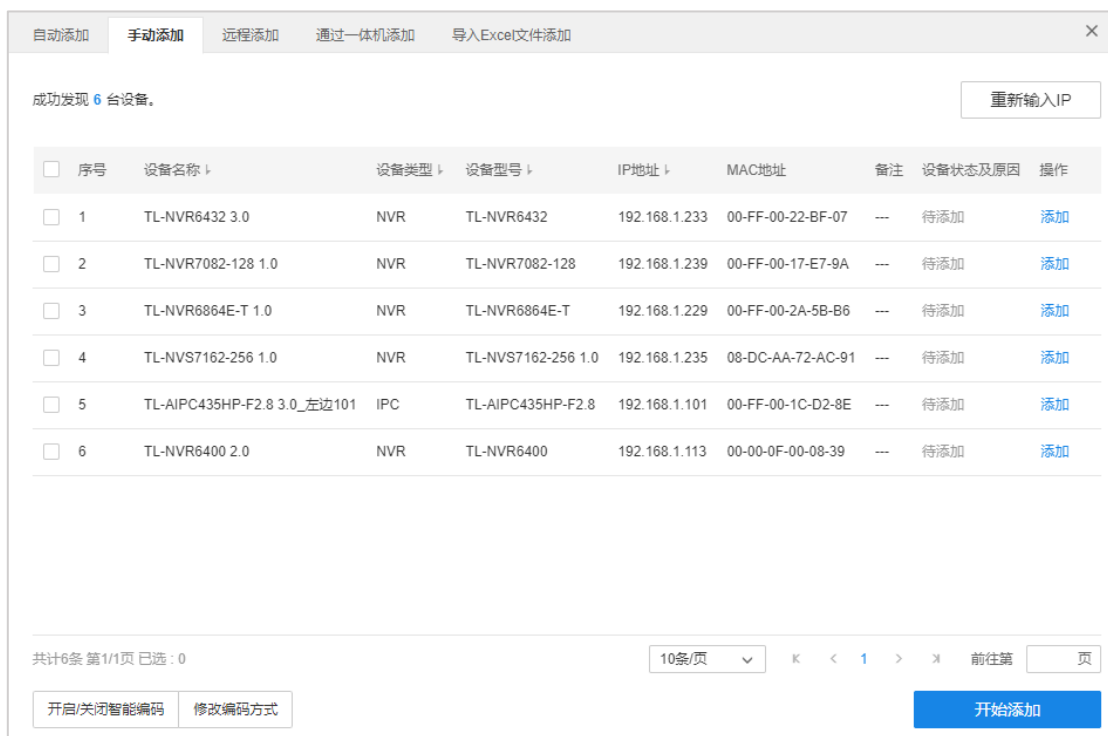 自动添加 手动添加 远程添加 通过一体机添加 导入Excel文件添加
成功发现 6 台设备。 重新输入IP
序号 设备名称 设备类型 设备型号 IP地址 MAC地址 备注 设备状态及原因 操作
1 TL-NVR6432 3.0 NVR TL-NVR6432 192.168.1.233 00-FF-00-22-BF-07 --- 待添加 添加
2 TL-NVR7082-128 1.0 NVR TL-NVR7082-128 192.168.1.239 00-FF-00-17-E7-9A --- 待添加 添加
3 TL-NVR6864E-T 1.0 NVR TL-NVR6864E-T 192.168.1.229 00-FF-00-2A-5B-B6 --- 待添加 添加
4 TL-NVS7162-256 1.0 NVR TL-NVS7162-256 1.0 192.168.1.235 08-DC-AA-72-AC-91 --- 待添加 添加
5 TL-AIPC435HP-F2.8 3.0_左边101 IPC TL-AIPC435HP-F2.8 192.168.1.101 00-FF-00-1C-D2-8E --- 待添加 添加
6 TL-NVR6400 2.0 NVR TL-NVR6400 192.168.1.113 00-00-0F-00-08-39 --- 待添加 添加
共计6条 第1/1页 已选 : 0 10条/页 1 前往第 页
开启/关闭智能编码 修改编码方式 开始添加